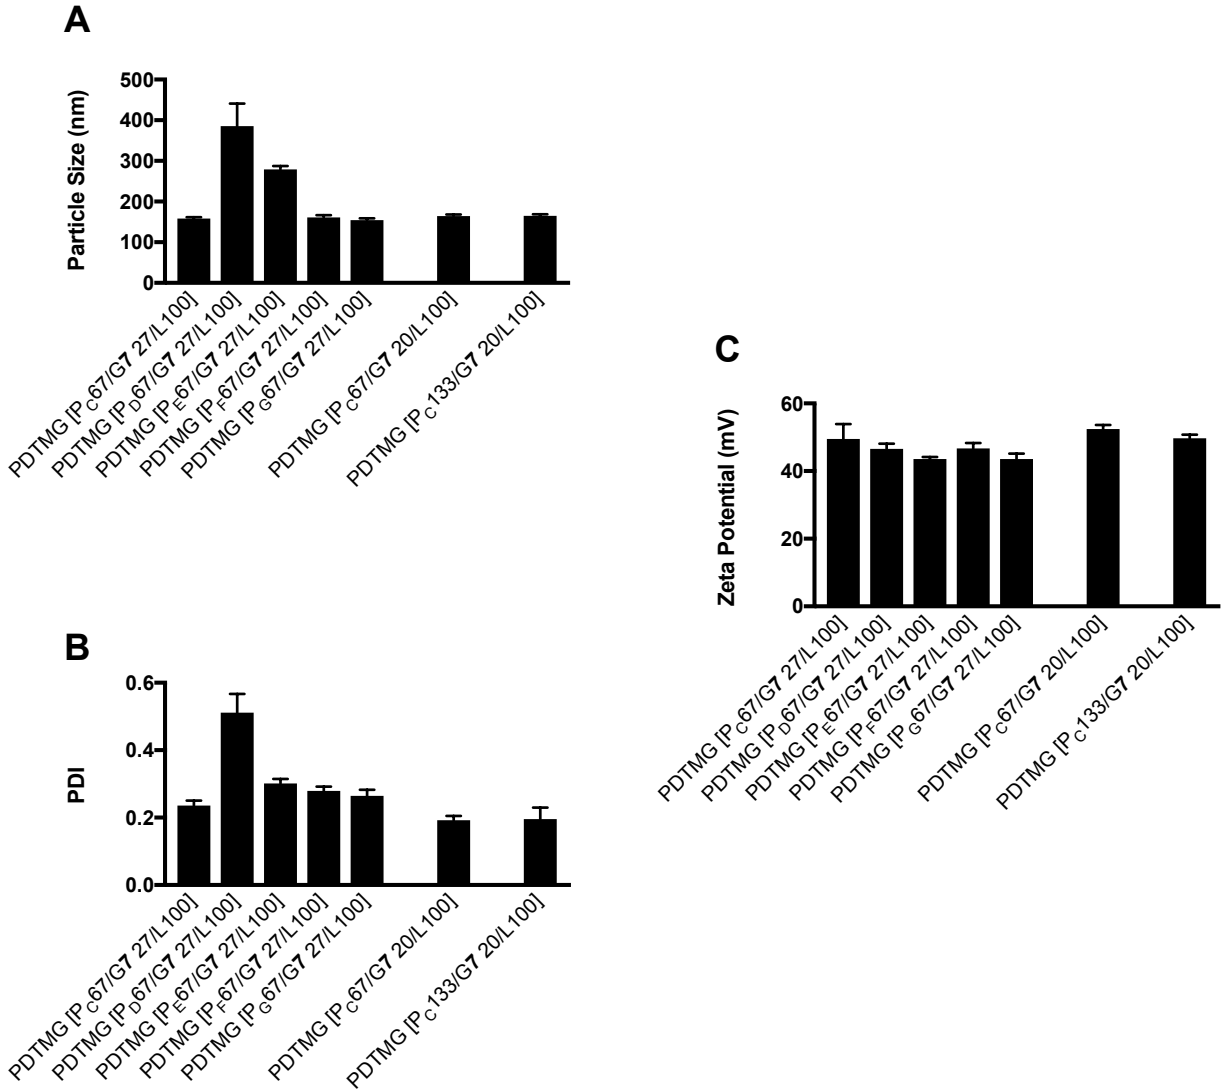 A
Particle Size (nm)
500
400
300
200
100
0
PDTMG [PC67/G7 27/L100]
PDTMG [PD67/G7 27/L100]
PDTMG [PE67/G7 27/L100]
PDTMG [PF67/G7 27/L100]
PDTMG [PG67/G7 27/L100]
PDTMG [PC67/G7 20/L100]
PDTMG [PC133/G7 20/L100]
B
PDI
0.6
0.4
0.2
0.0
PDTMG [PC67/G7 27/L100]
PDTMG [PD67/G7 27/L100]
PDTMG [PE67/G7 27/L100]
PDTMG [PF67/G7 27/L100]
PDTMG [PG67/G7 27/L100]
PDTMG [PC67/G7 20/L100]
PDTMG [PC133/G7 20/L100]
C
Zeta Potential (mV)
60
40
20
0
PDTMG [PC67/G7 27/L100]
PDTMG [PD67/G7 27/L100]
PDTMG [PE67/G7 27/L100]
PDTMG [PF67/G7 27/L100]
PDTMG [PG67/G7 27/L100]
PDTMG [PC67/G7 20/L100]
PDTMG [PC133/G7 20/L100]